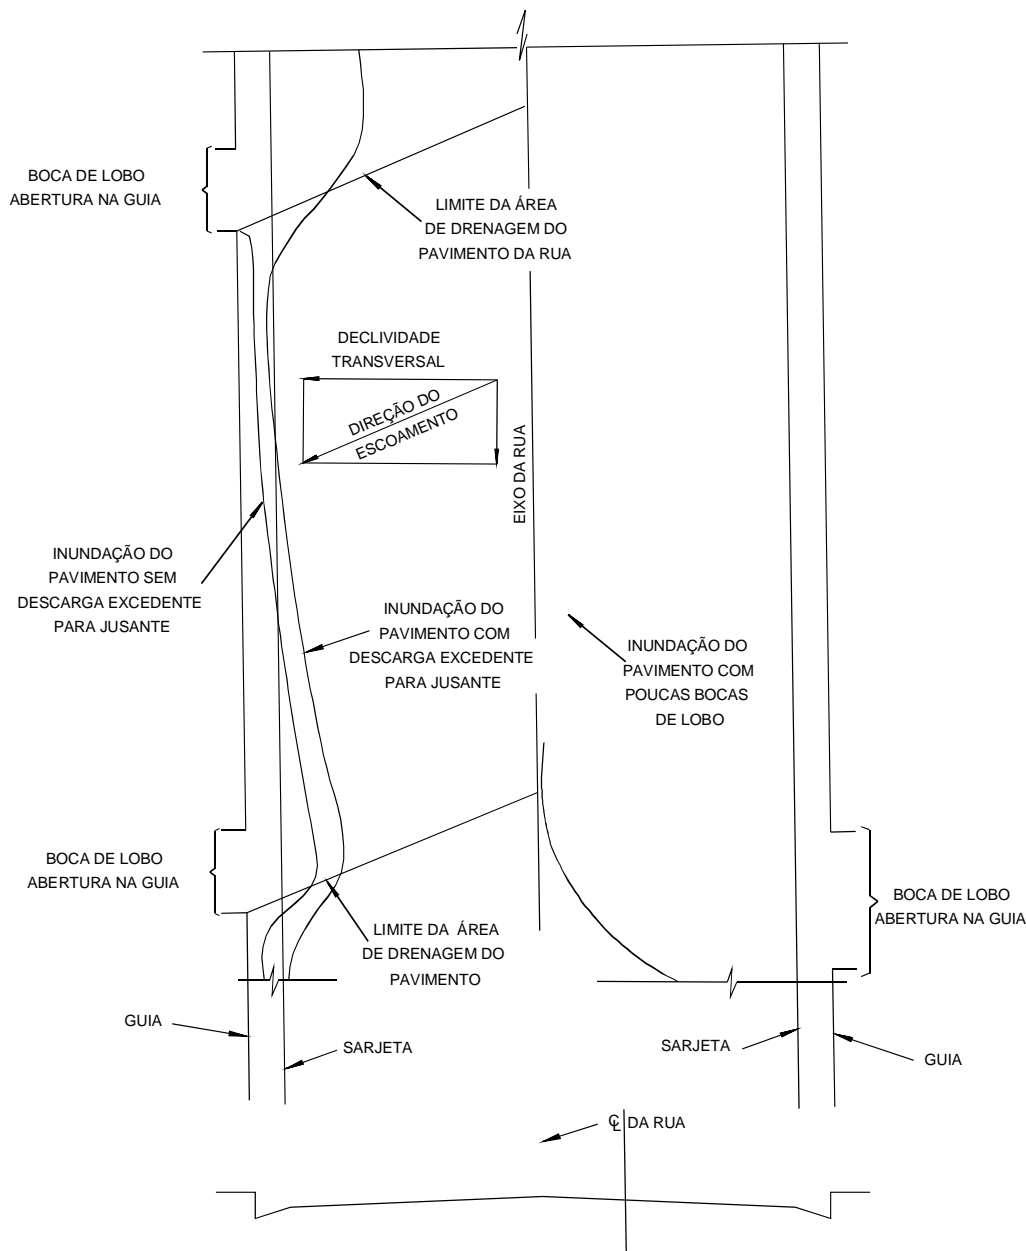 BOCA DE LOBO
ABERTURA NA GUIA
LIMITE DA ÁREA
DE DRENAGEM DO
PAVIMENTO DA RUA
DECLIVIDADE
TRANSVERSAL
DIREÇÃO DO
ESCOAMENTO
EIXO DA RUA
INUNDAÇÃO DO
PAVIMENTO SEM
DESCARGA EXCEDENTE
PARA JUSANTE
INUNDAÇÃO DO
PAVIMENTO COM
DESCARGA EXCEDENTE
PARA JUSANTE
INUNDAÇÃO DO
PAVIMENTO COM
POUCAS BOCAS
DE LOBO
BOCA DE LOBO
ABERTURA NA GUIA
BOCA DE LOBO
ABERTURA NA GUIA
LIMITE DA ÁREA
DE DRENAGEM DO
PAVIMENTO
GUIA
SARJETA
SARJETA
GUIA
℄ DA RUA